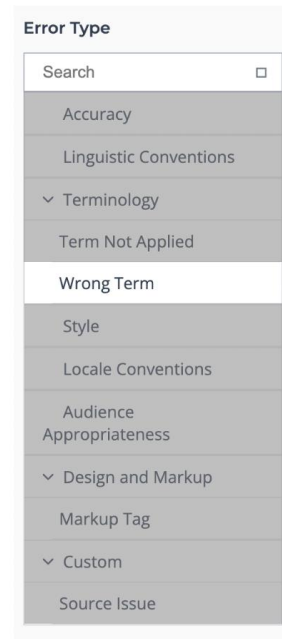 Error Type
Search
Accuracy
Linguistic Conventions
Terminology
Term Not Applied
Wrong Term
Style
Locale Conventions
Audience
Appropriateness
Design and Markup
Markup Tag
Custom
Source Issue